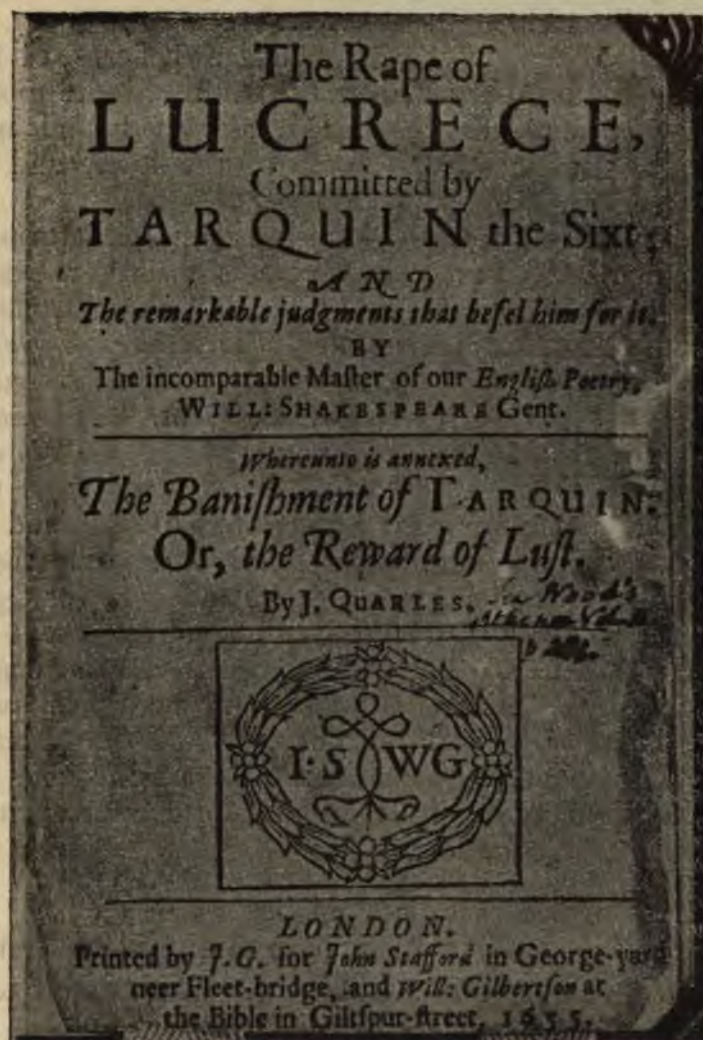 The Rape of
LUCRECE,
Committed by
TARQUIN the Sixt;
AND
The remarkable judgments that befel him for it.
BY
The incomparable Maſter of our Engliſh Poetry,
WILL: SHAKESPEARE Gent.
Whereunto is annexed,
The Baniſhment of TARQUIN:
Or, the Reward of Luſt.
By J. QUARLES.
Wood's
I·S WG
LONDON.
Printed by J.G. for John Stafford in George-yard
neer Fleet-bridge, and Will: Gilbertſon at
the Bible in Giltſpur-ſtreet, 1655.